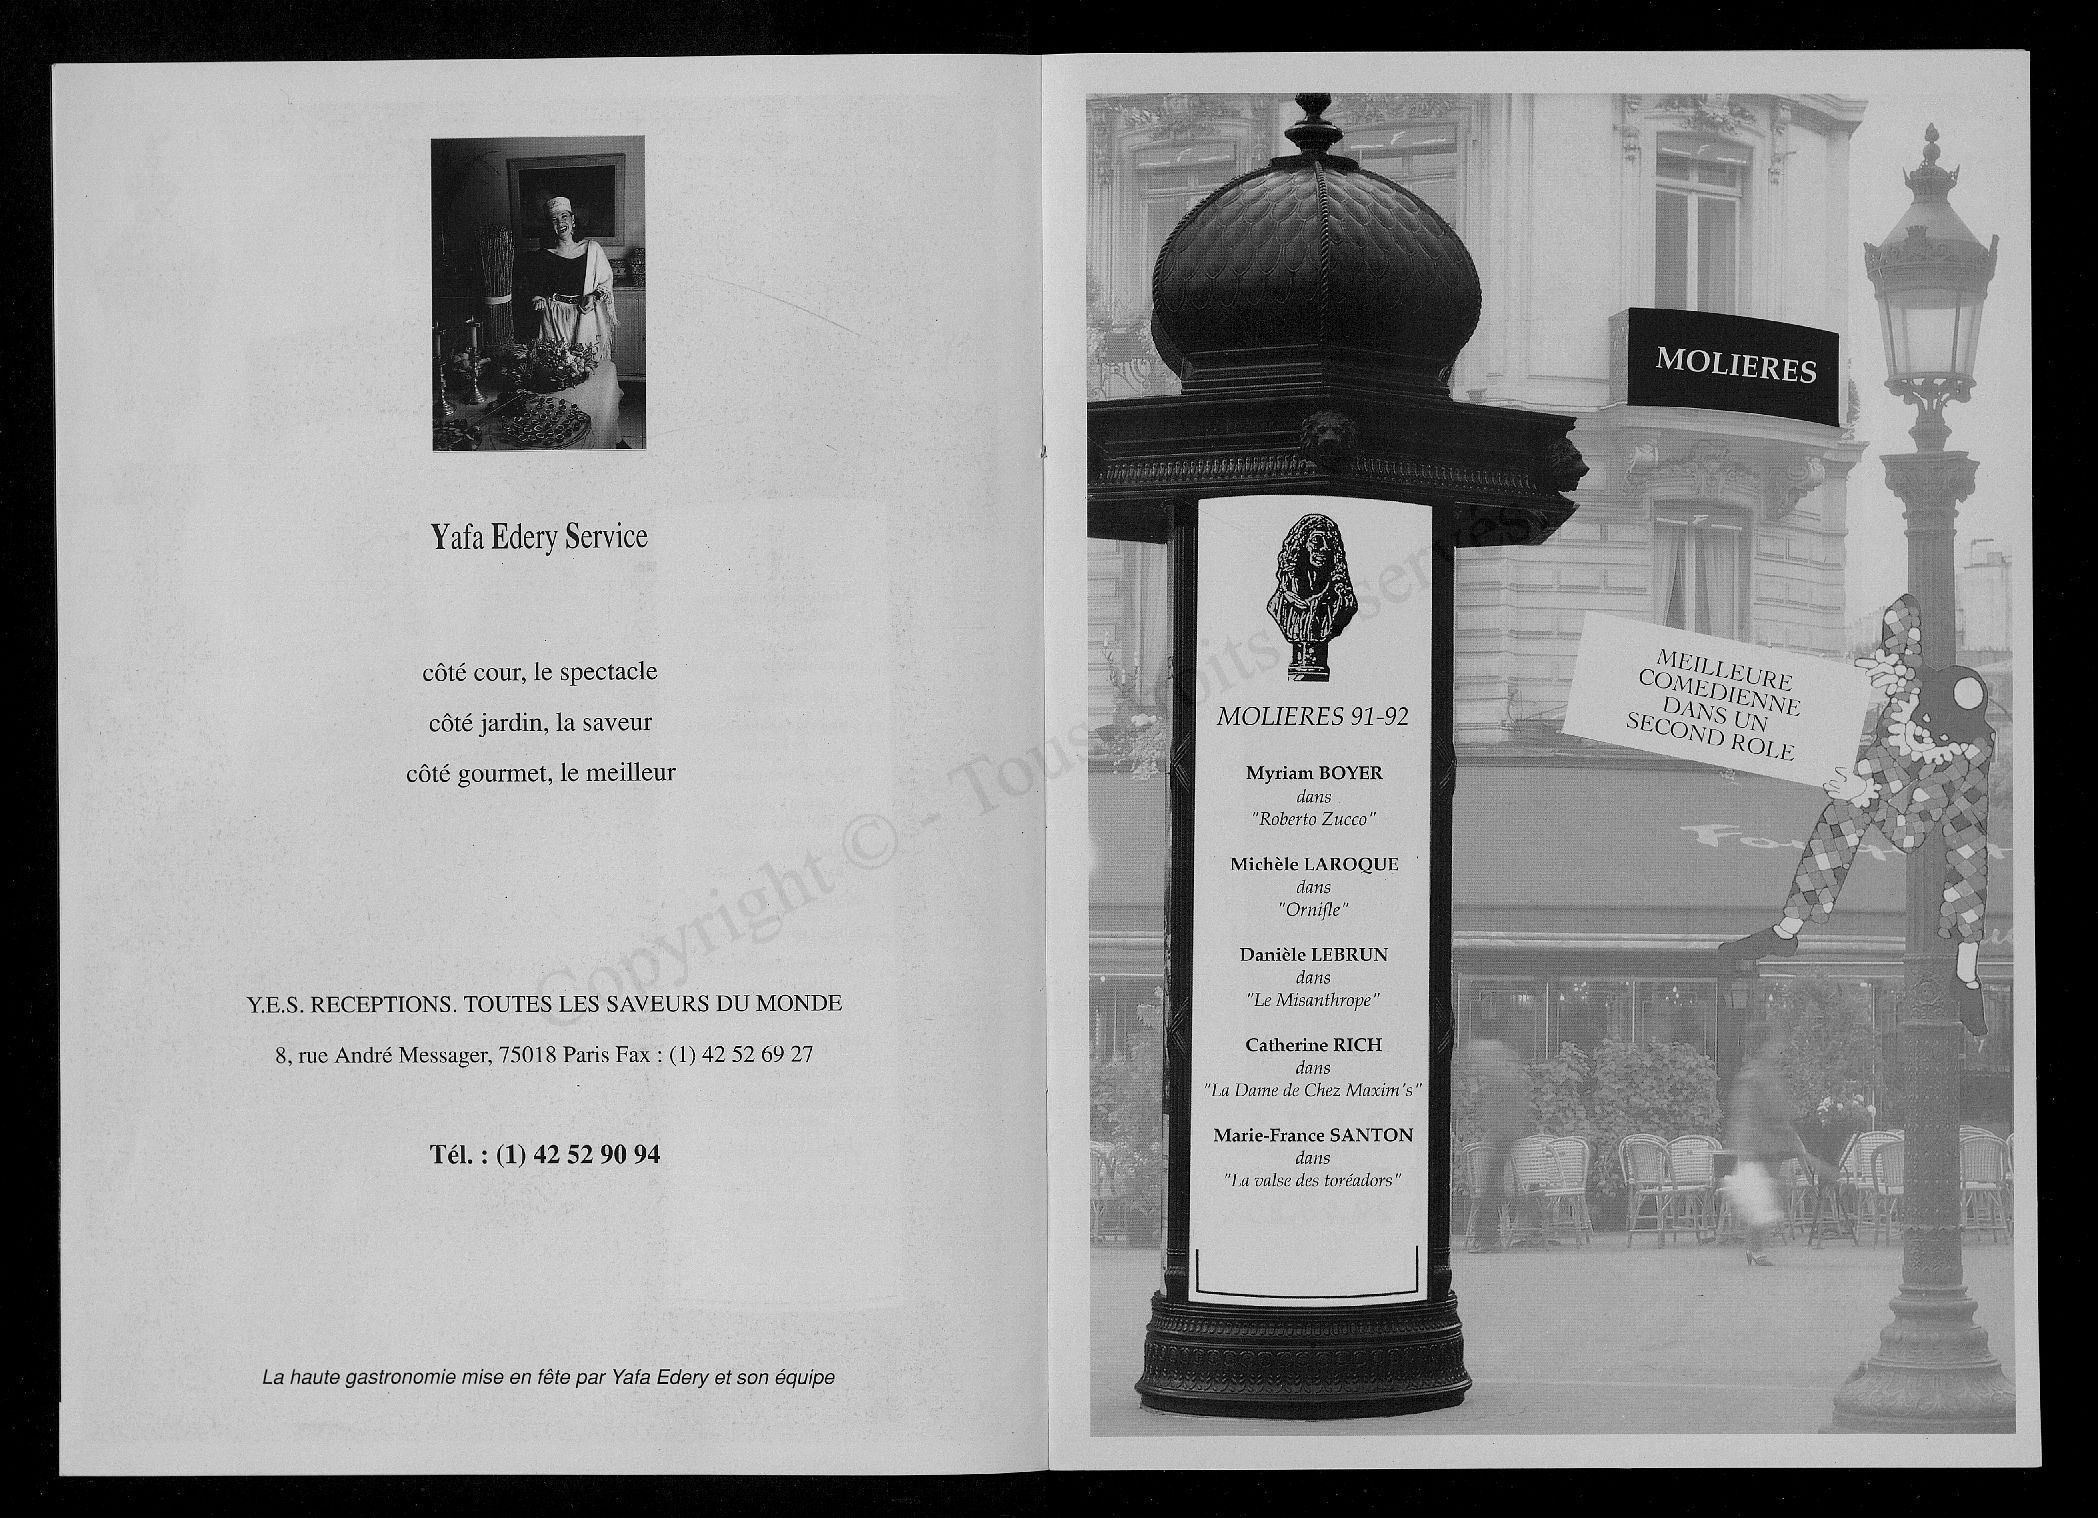 Yafa Edery Service
côté cour, le spectacle
côté jardin, la saveur
côté gourmet, le meilleur
Y.E.S. RECEPTIONS. TOUTES LES SAVEURS DU MONDE
8, rue André Messager, 75018 Paris Fax : (1) 42 52 69 27
Tél. : (1) 42 52 90 94
La haute gastronomie mise en fête par Yafa Edery et son équipe
MOLIERES
MOLIERES 91-92
Myriam BOYER
dans
"Roberto Zucco"
Michèle LAROQUE
dans
"Ornifle"
Danièle LEBRUN
dans
"Le Misanthrope"
Catherine RICH
dans
"La Dame de Chez Maxim's"
Marie-France SANTON
dans
"La valse des toréadors"
MEILLEURE
COMEDIENNE
DANS UN
SECOND ROLE
Copyright © - Tous droits réservés